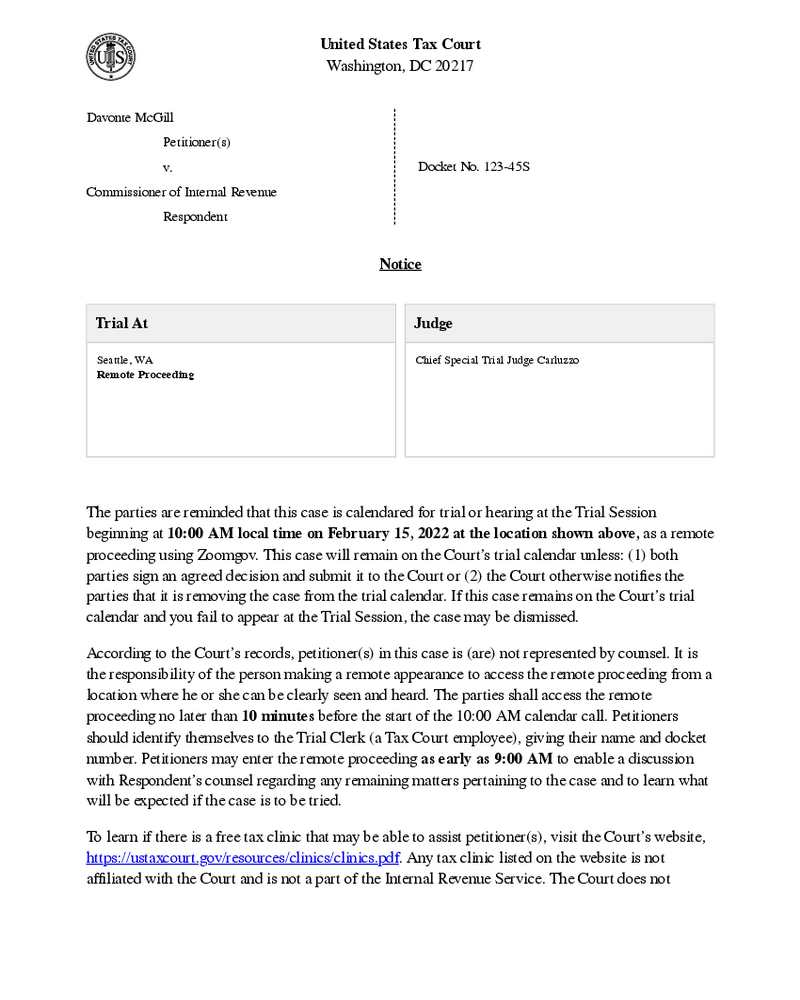 UNITED STATES TAX COURT
US
United States Tax Court
Washington, DC 20217
Davonte McGill
Petitioner(s)
v.
Commissioner of Internal Revenue
Respondent
Docket No. 123-45S
Notice
Trial At
Seattle, WA
Remote Proceeding
Judge
Chief Special Trial Judge Carluzzo
The parties are reminded that this case is calendared for trial or hearing at the Trial Session
beginning at 10:00 AM local time on February 15, 2022 at the location shown above, as a remote
proceeding using Zoomgov. This case will remain on the Court's trial calendar unless: (1) both
parties sign an agreed decision and submit it to the Court or (2) the Court otherwise notifies the
parties that it is removing the case from the trial calendar. If this case remains on the Court's trial
calendar and you fail to appear at the Trial Session, the case may be dismissed.
According to the Court's records, petitioner(s) in this case is (are) not represented by counsel. It is
the responsibility of the person making a remote appearance to access the remote proceeding from a
location where he or she can be clearly seen and heard. The parties shall access the remote
proceeding no later than 10 minutes before the start of the 10:00 AM calendar call. Petitioners
should identify themselves to the Trial Clerk (a Tax Court employee), giving their name and docket
number. Petitioners may enter the remote proceeding as early as 9:00 AM to enable a discussion
with Respondent's counsel regarding any remaining matters pertaining to the case and to learn what
will be expected if the case is to be tried.
To learn if there is a free tax clinic that may be able to assist petitioner(s), visit the Court's website,
https://ustaxcourt.gov/resources/clinics/clinics.pdf. Any tax clinic listed on the website is not
affiliated with the Court and is not a part of the Internal Revenue Service. The Court does not